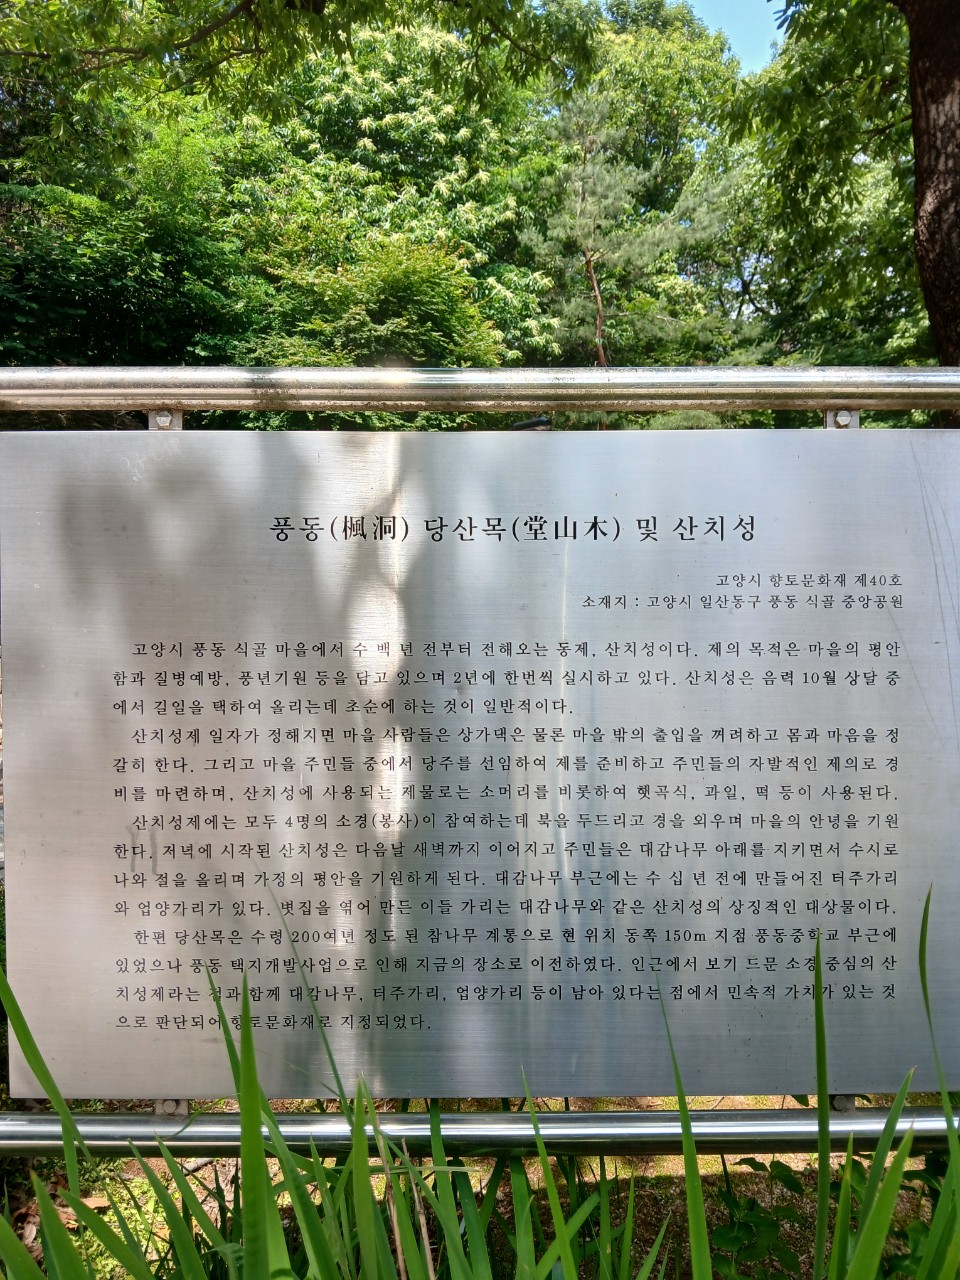 풍동(楓洞) 당산목(堂山木) 및 산치성
고양시 향토문화재 제40호
소재지 : 고양시 일산동구 풍동 식골 중앙공원
고양시 풍동 식골 마을에서 수 백 년 전부터 전해오는 동제, 산치성이다. 제의 목적은 마을의 평안
함과 질병예방, 풍년기원 등을 담고 있으며 2년에 한번씩 실시하고 있다. 산치성은 음력 10월 상달 중
에서 길일을 택하여 올리는데 초순에 하는 것이 일반적이다.
산치성제 일자가 정해지면 마을 사람들은 상가댁은 물론 마을 밖의 출입을 꺼려하고 몸과 마음을 정
갈히 한다. 그리고 마을 주민들 중에서 당주를 선임하여 제를 준비하고 주민들의 자발적인 제의로 경
비를 마련하며, 산치성에 사용되는 제물로는 소머리를 비롯하여 햇곡식, 과일, 떡 등이 사용된다.
산치성제에는 모두 4명의 소경(봉사)이 참여하는데 북을 두드리고 경을 외우며 마을의 안녕을 기원
한다. 저녁에 시작된 산치성은 다음날 새벽까지 이어지고 주민들은 대감나무 아래를 지키면서 수시로
나와 절을 올리며 가정의 평안을 기원하게 된다. 대감나무 부근에는 수 십 년 전에 만들어진 터주가리
와 업양가리가 있다. 볏집을 엮어 만든 이들 가리는 대감나무와 같은 산치성의 상징적인 대상물이다.
한편 당산목은 수령 200여년 정도 된 참나무 계통으로 현 위치 동쪽 150m 지점 풍동중학교 부근에
있었으나 풍동 택지개발사업으로 인해 지금의 장소로 이전하였다. 인근에서 보기 드문 소경 중심의 산
치성제라는 점과 함께 대감나무, 터주가리, 업양가리 등이 남아 있다는 점에서 민속적 가치가 있는 것
으로 판단되어 향토문화재로 지정되었다.